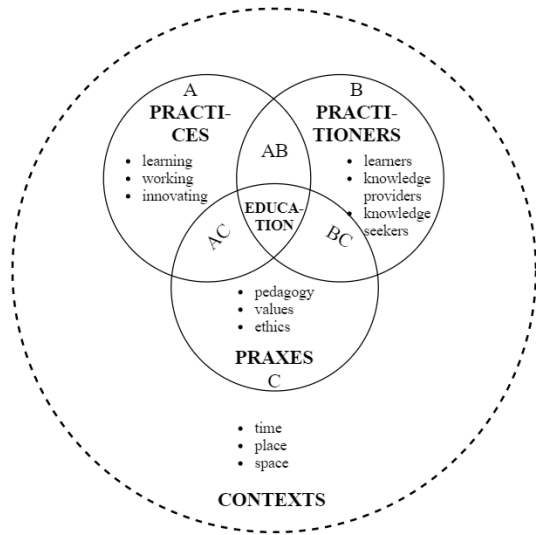 A
PRACTI-
CES
• learning
• working
• innovating
B
PRACTI-
TIONERS
• learners
• knowledge
providers
• knowledge
seekers
AB
EDUCA-
TION
AC
BC
• pedagogy
• values
• ethics
PRAXES
C
• time
• place
• space
CONTEXTS